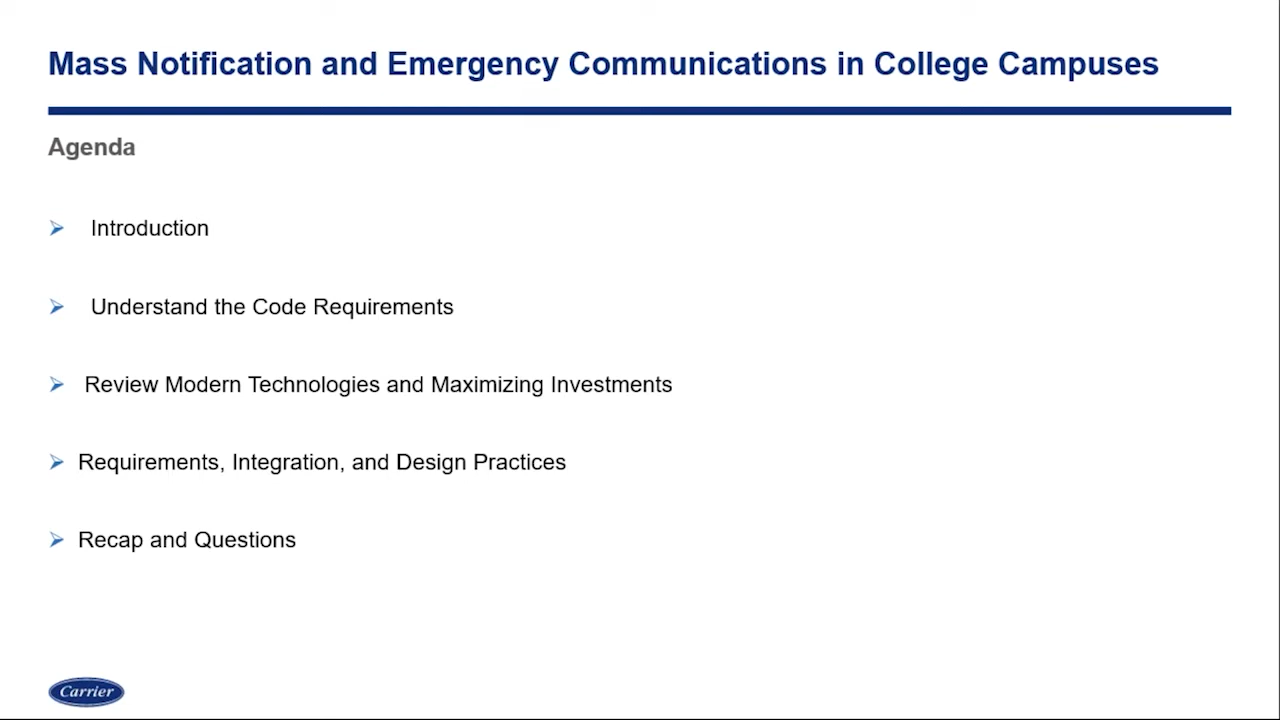 Mass Notification and Emergency Communications in College Campuses
Agenda
Introduction
Understand the Code Requirements
Review Modern Technologies and Maximizing Investments
Requirements, Integration, and Design Practices
Recap and Questions
Carrier